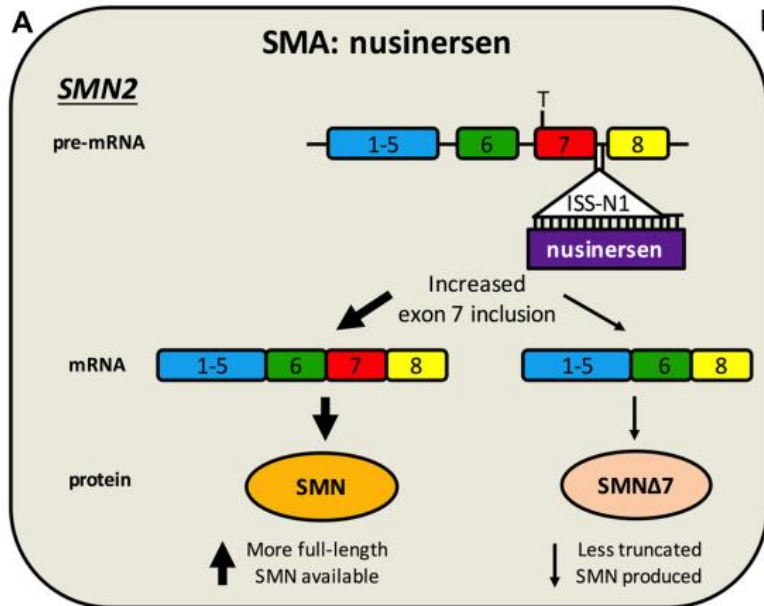 A
SMA: nusinersen
SMN2
T
pre-mRNA
1-5 6 7 8
ISS-N1
nusinersen
Increased
exon 7 inclusion
mRNA
1-5 6 7 8
1-5 6 8
protein
SMN
SMNΔ7
More full-length
SMN available
Less truncated
SMN produced